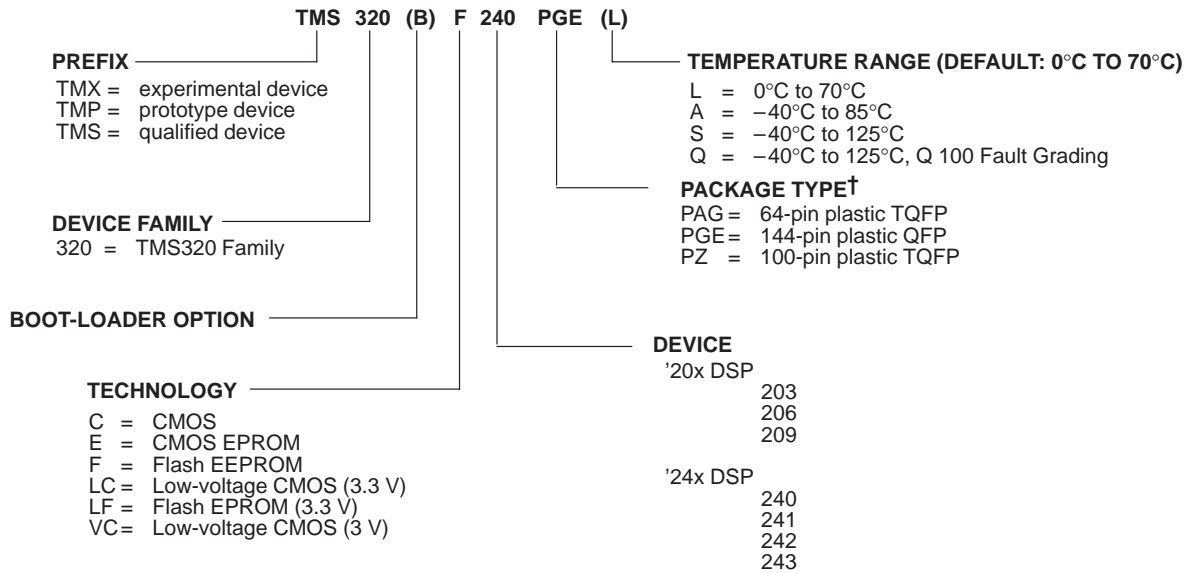 TMS 320 (B) F 240 PGE (L)
PREFIX
TMX = experimental device
TMP = prototype device
TMS = qualified device
DEVICE FAMILY
320 = TMS320 Family
BOOT-LOADER OPTION
TECHNOLOGY
C = CMOS
E = CMOS EPROM
F = Flash EEPROM
LC = Low-voltage CMOS (3.3 V)
LF = Flash EPROM (3.3 V)
VC = Low-voltage CMOS (3 V)
TEMPERATURE RANGE (DEFAULT: 0°C TO 70°C)
L = 0°C to 70°C
A = –40°C to 85°C
S = –40°C to 125°C
Q = –40°C to 125°C, Q 100 Fault Grading
PACKAGE TYPE†
PAG = 64-pin plastic TQFP
PGE = 144-pin plastic QFP
PZ = 100-pin plastic TQFP
DEVICE
'20x DSP
203
206
209
'24x DSP
240
241
242
243